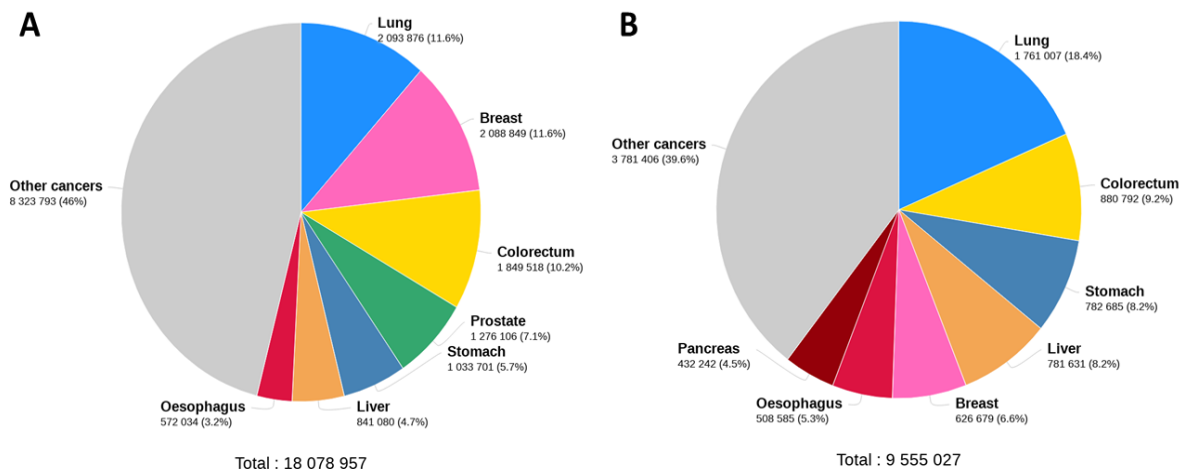 A
Lung
2 093 876 (11.6%)
Breast
2 088 849 (11.6%)
Colorectum
1 849 518 (10.2%)
Prostate
1 276 106 (7.1%)
Stomach
1 033 701 (5.7%)
Liver
841 080 (4.7%)
Oesophagus
572 034 (3.2%)
Other cancers
8 323 793 (46%)
Total : 18 078 957
B
Lung
1 761 007 (18.4%)
Colorectum
880 792 (9.2%)
Stomach
782 685 (8.2%)
Liver
781 631 (8.2%)
Breast
626 679 (6.6%)
Oesophagus
508 585 (5.3%)
Pancreas
432 242 (4.5%)
Other cancers
3 781 406 (39.6%)
Total : 9 555 027